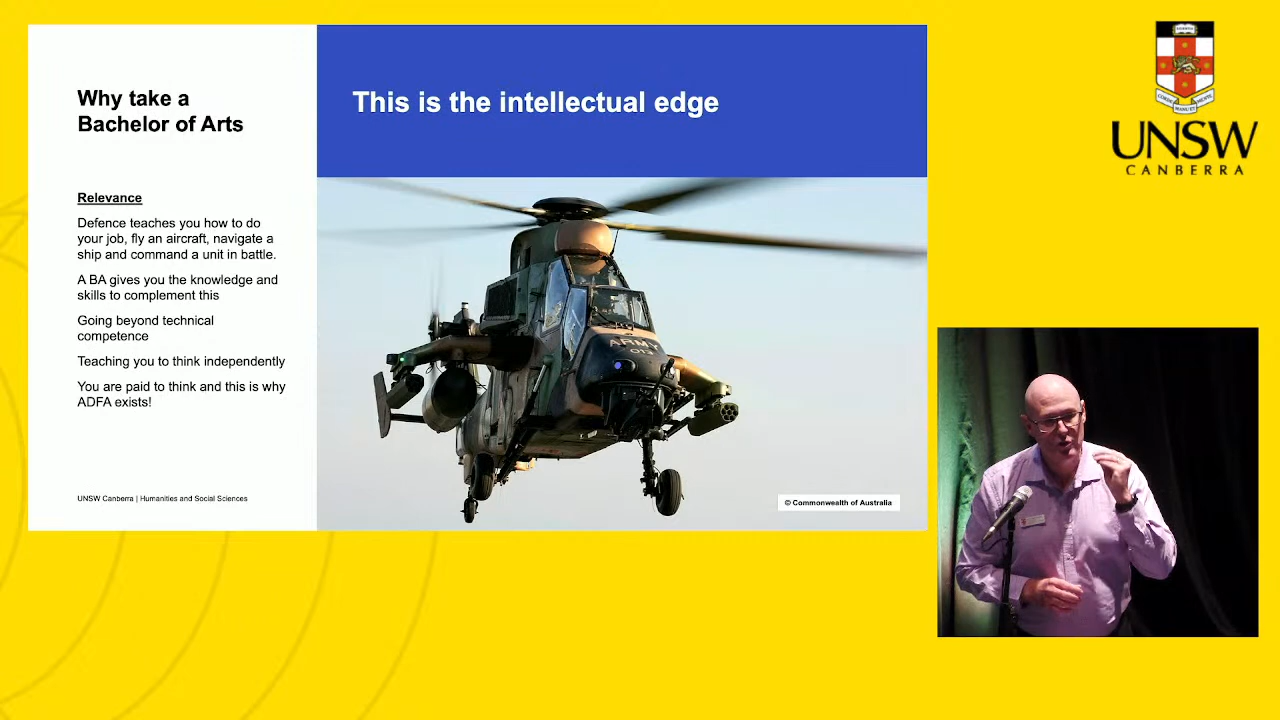 Why take a
Bachelor of Arts
Relevance
Defence teaches you how to do
your job, fly an aircraft, navigate a
ship and command a unit in battle.
A BA gives you the knowledge and
skills to complement this
Going beyond technical
competence
Teaching you to think independently
You are paid to think and this is why
ADFA exists!
UNSW Canberra | Humanities and Social Sciences
This is the intellectual edge
ARMY
© Commonwealth of Australia
UNSW
CANBERRA